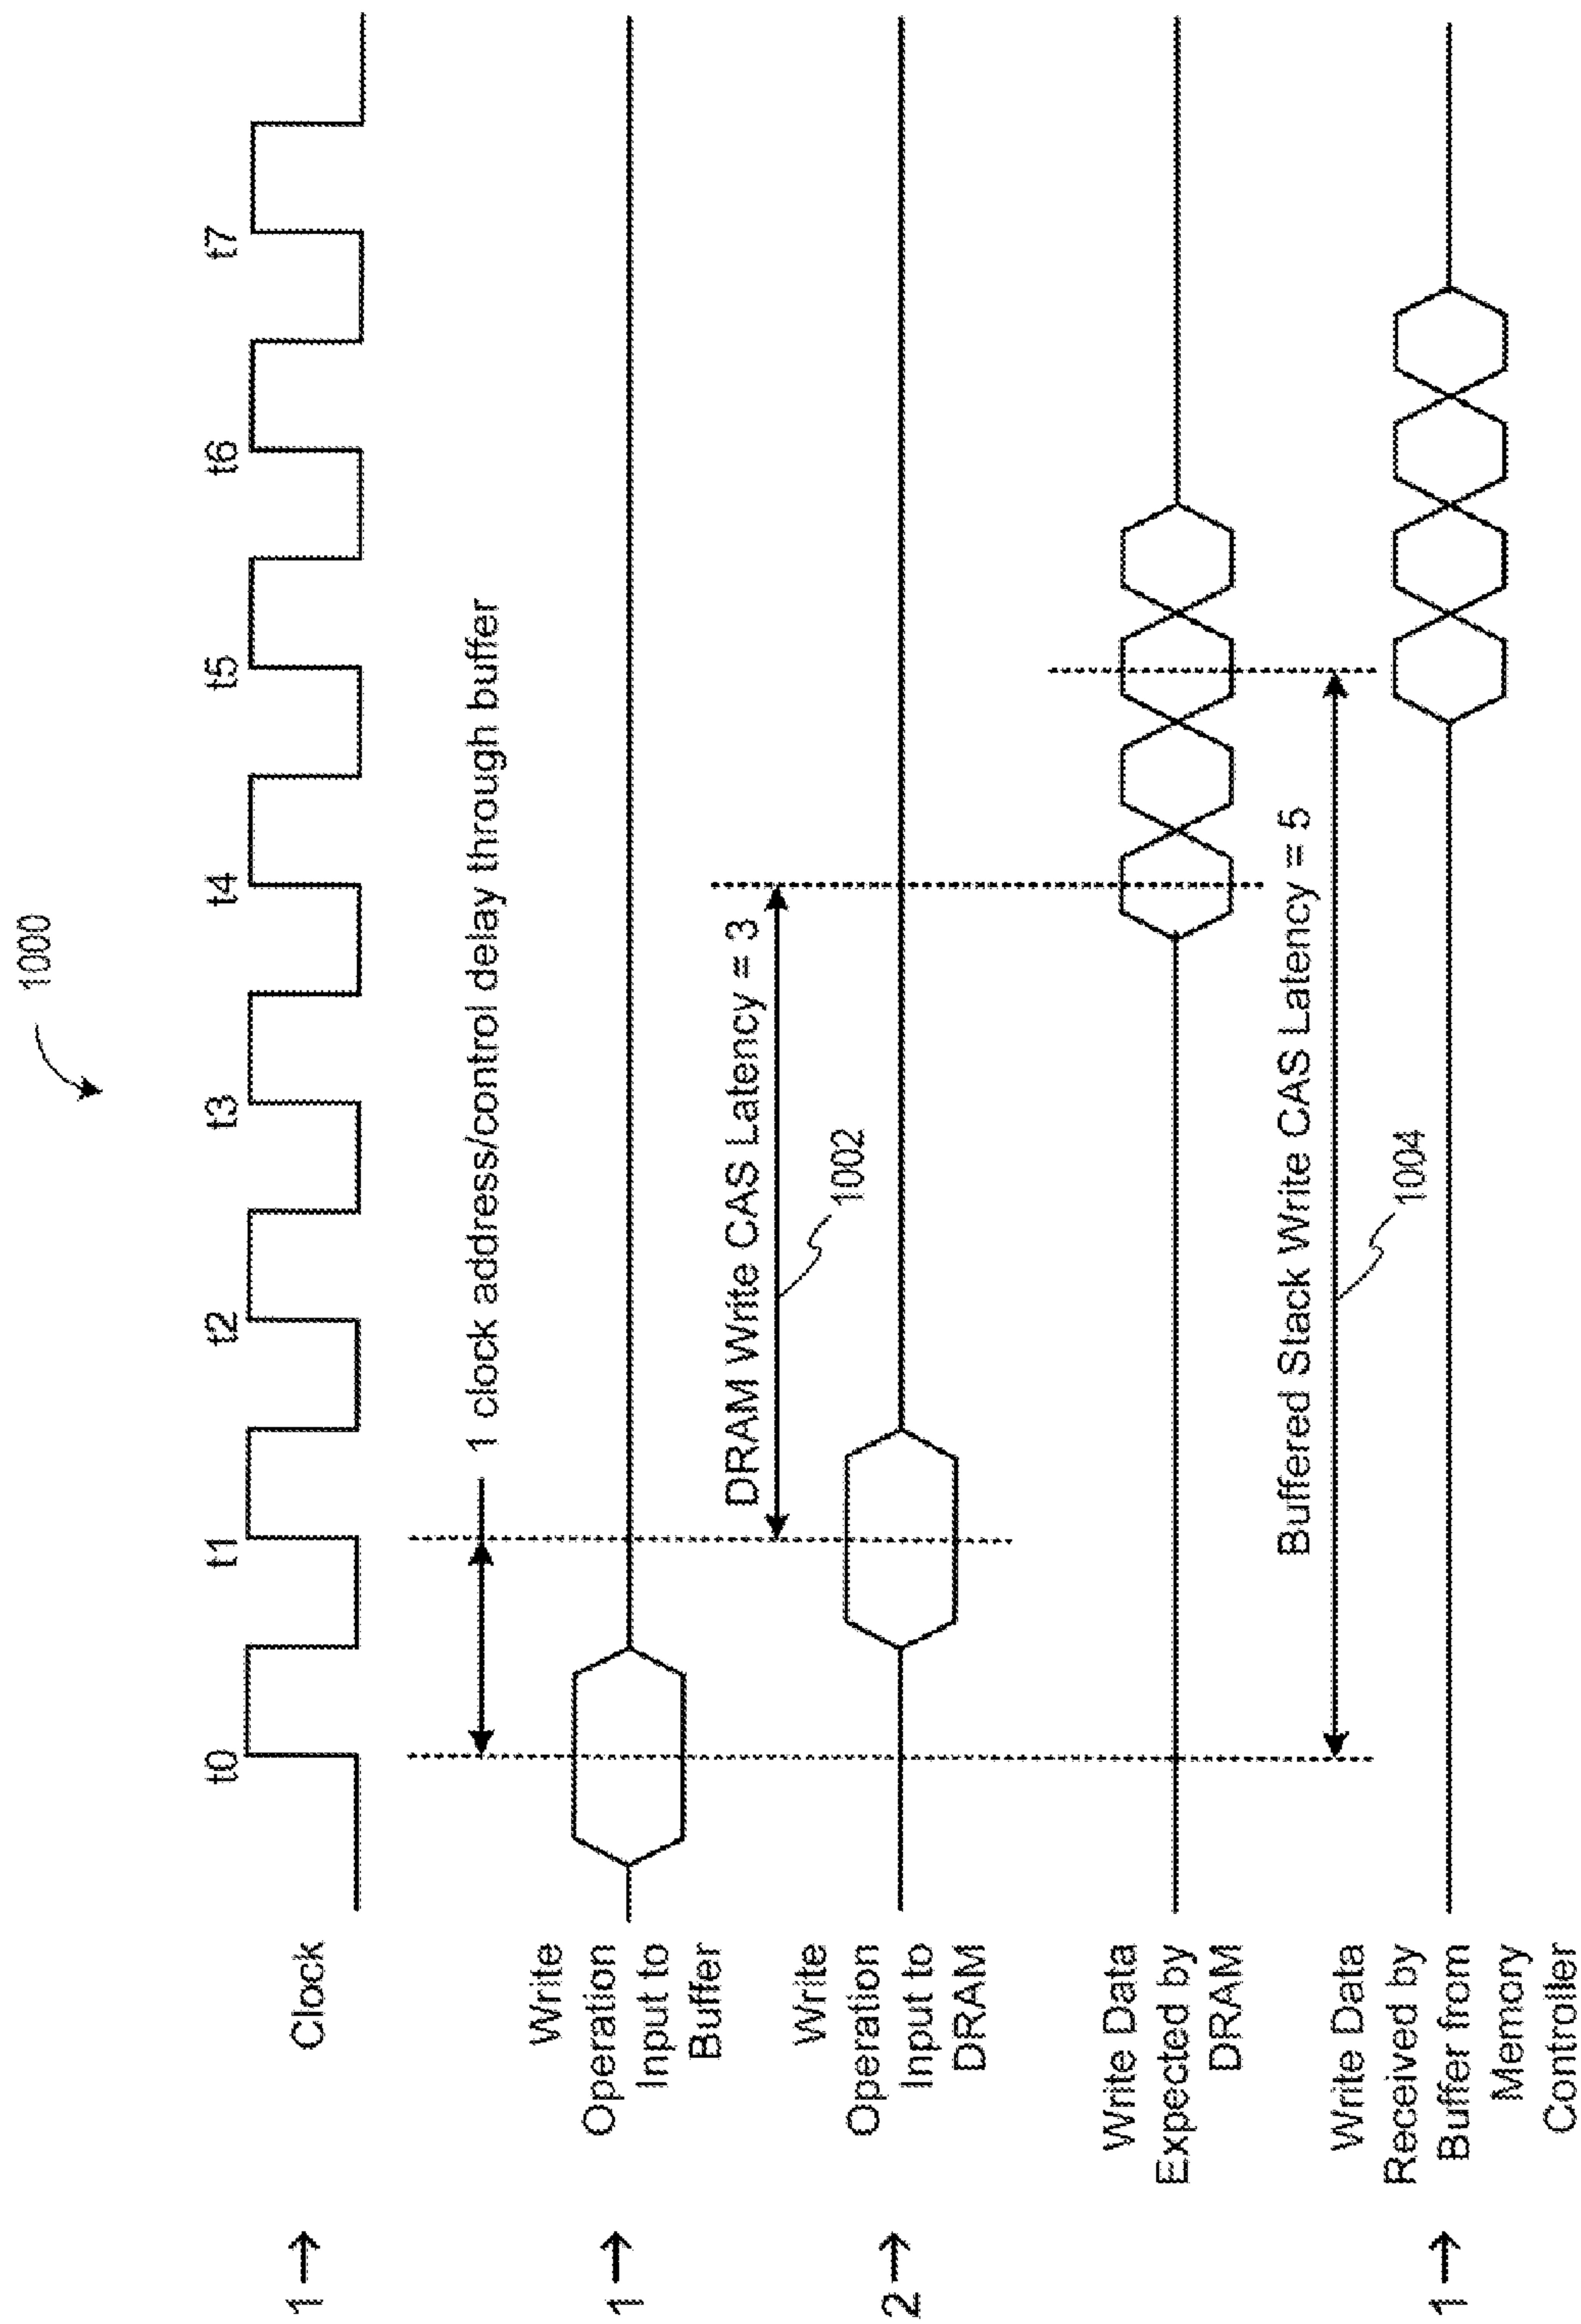 1000
t0 t1 t2 t3 t4 t5 t6 t7
1→ Clock
1 clock address/control delay through buffer
1→ Write
Operation
Input to
Buffer
DRAM Write CAS Latency = 3
1002
2→ Write
Operation
Input to
DRAM
Write Data
Expected by
DRAM
Buffered Stack Write CAS Latency = 5
1004
1→ Write Data
Received by
Buffer from
Memory
Controller